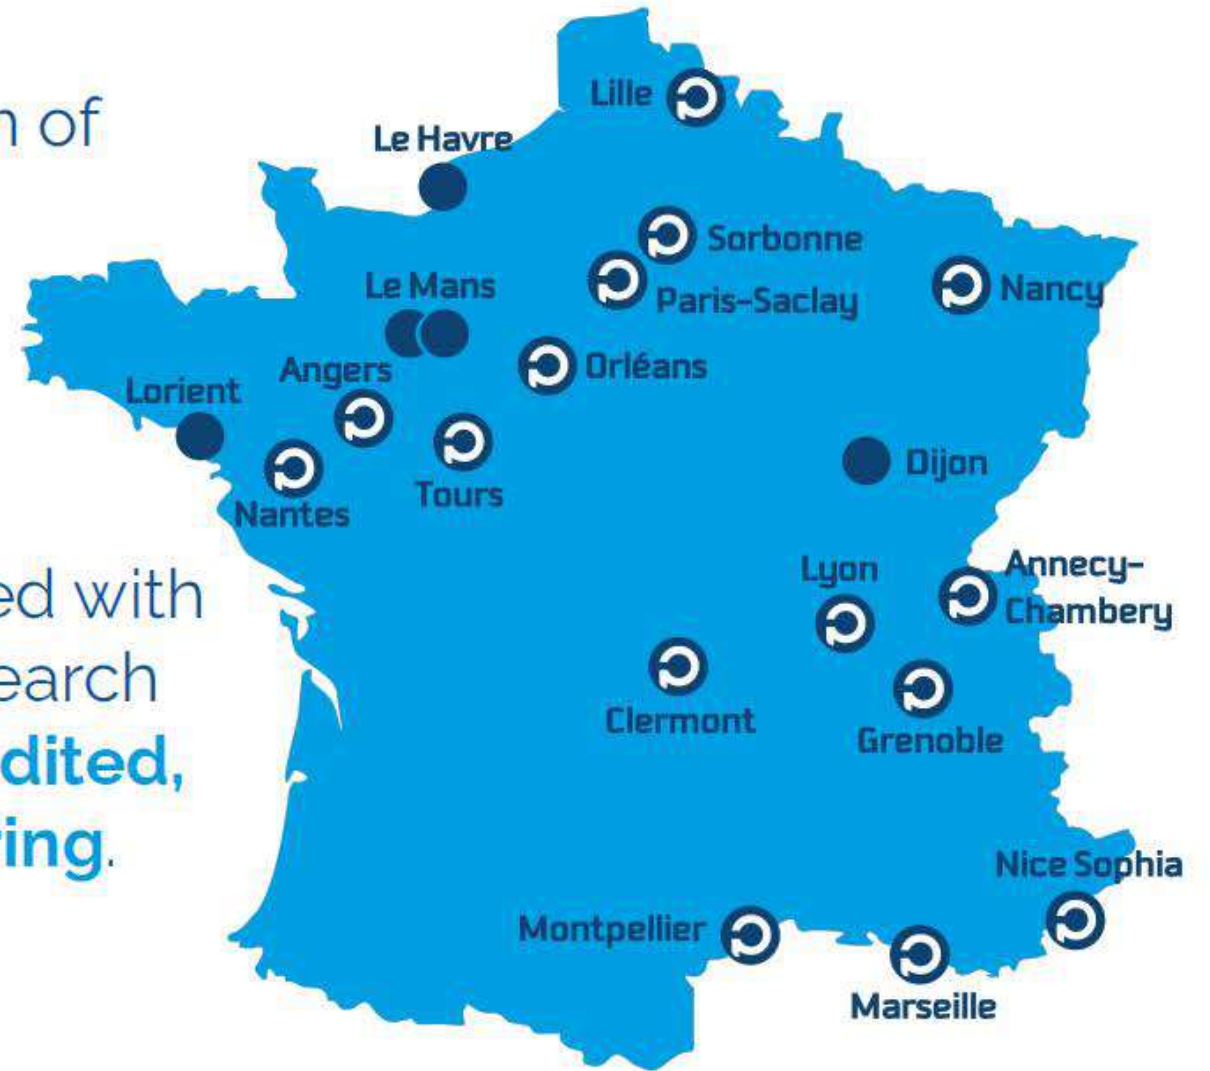 of
Lille
Le Havre
Sorbonne
Le Mans
Paris-Saclay
Nancy
Angers
Orléans
Lorient
Dijon
Tours
Nantes
Lyon
Annecy-
Chambery
ed with
earch
Clermont
Grenoble
dited,
ring.
Nice Sophia
Montpellier
Marseille